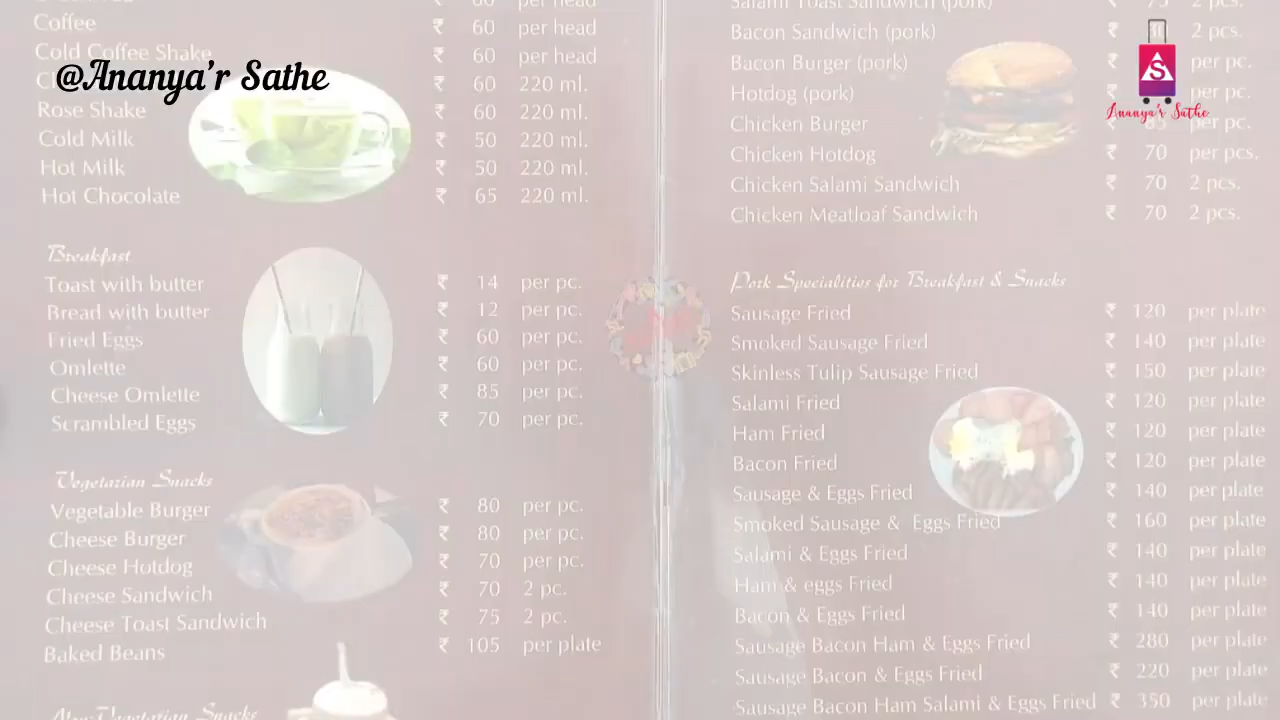 @Ananya'r Sathe
Ananya'r Sathe
per head
Coffee ₹ 60 per head
Cold Coffee Shake ₹ 60 per head
₹ 60 220 ml.
Rose Shake ₹ 60 220 ml.
Cold Milk ₹ 50 220 ml.
Hot Milk ₹ 50 220 ml.
Hot Chocolate ₹ 65 220 ml.
Breakfast
Toast with butter ₹ 14 per pc.
Bread with butter ₹ 12 per pc.
Fried Eggs ₹ 60 per pc.
Omlette ₹ 60 per pc.
Cheese Omlette ₹ 85 per pc.
Scrambled Eggs ₹ 70 per pc.
Vegetarian Snacks
Vegetable Burger ₹ 80 per pc.
Cheese Burger ₹ 80 per pc.
Cheese Hotdog ₹ 70 per pc.
Cheese Sandwich ₹ 70 2 pc.
Cheese Toast Sandwich ₹ 75 2 pc.
Baked Beans ₹ 105 per plate
Non-Vegetarian Snacks
Salami Toast Sandwich (pork) ₹ 75 2 pcs.
Bacon Sandwich (pork) ₹ 2 pcs.
Bacon Burger (pork) ₹ per pc.
Hotdog (pork) ₹ per pc.
Chicken Burger ₹ per pc.
Chicken Hotdog ₹ 70 per pcs.
Chicken Salami Sandwich ₹ 70 2 pcs.
Chicken Meatloaf Sandwich ₹ 70 2 pcs.
Pork Specialities for Breakfast & Snacks
Sausage Fried ₹ 120 per plate
Smoked Sausage Fried ₹ 140 per plate
Skinless Tulip Sausage Fried ₹ 150 per plate
Salami Fried ₹ 120 per plate
Ham Fried ₹ 120 per plate
Bacon Fried ₹ 120 per plate
Sausage & Eggs Fried ₹ 140 per plate
Smoked Sausage & Eggs Fried ₹ 160 per plate
Salami & Eggs Fried ₹ 140 per plate
Ham & eggs Fried ₹ 140 per plate
Bacon & Eggs Fried ₹ 140 per plate
Sausage Bacon Ham & Eggs Fried ₹ 280 per plate
Sausage Bacon & Eggs Fried ₹ 220 per plate
Sausage Bacon Ham Salami & Eggs Fried ₹ 350 per plate